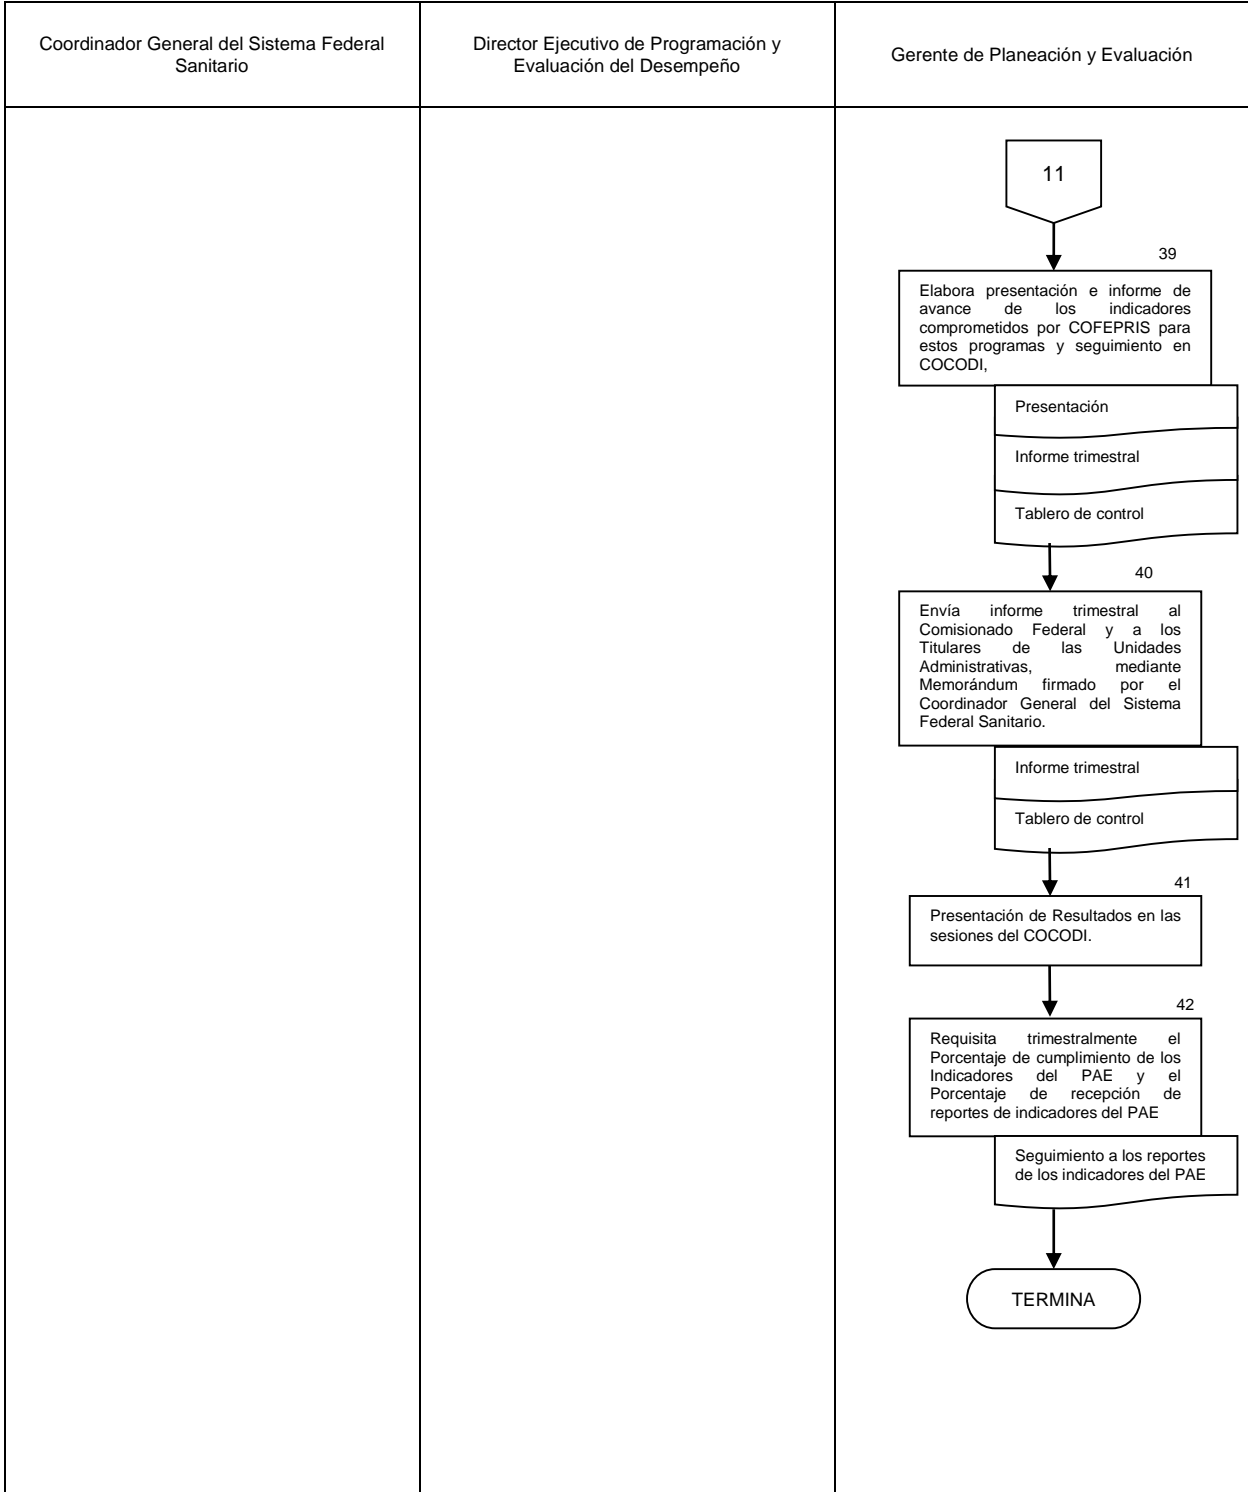 Coordinador General del Sistema Federal
Sanitario
Director Ejecutivo de Programación y
Evaluación del Desempeño
Gerente de Planeación y Evaluación
11
39
Elabora presentación e informe de
avance de los indicadores
comprometidos por COFEPRIS para
estos programas y seguimiento en
COCODI,
Presentación
Informe trimestral
Tablero de control
40
Envía informe trimestral al
Comisionado Federal y a los
Titulares de las Unidades
Administrativas, mediante
Memorándum firmado por el
Coordinador General del Sistema
Federal Sanitario.
Informe trimestral
Tablero de control
41
Presentación de Resultados en las
sesiones del COCODI.
42
Requisita trimestralmente el
Porcentaje de cumplimiento de los
Indicadores del PAE y el
Porcentaje de recepción de
reportes de indicadores del PAE
Seguimiento a los reportes
de los indicadores del PAE
TERMINA